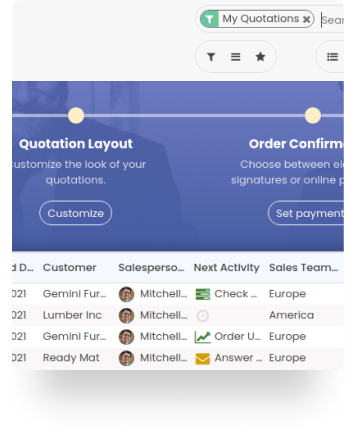 My Quotations × Sear
Quotation Layout
Order Confirm
ustomize the look of your
quotations.
Choose between el
signatures or online p
Customize
Set payment
d D... Customer Salesperso... Next Activity Sales Team...
021 Gemini Fur... Mitchell... Check ... Europe
021 Lumber Inc Mitchell... America
021 Gemini Fur... Mitchell... Order U... Europe
021 Ready Mat Mitchell... Answer ... Europe